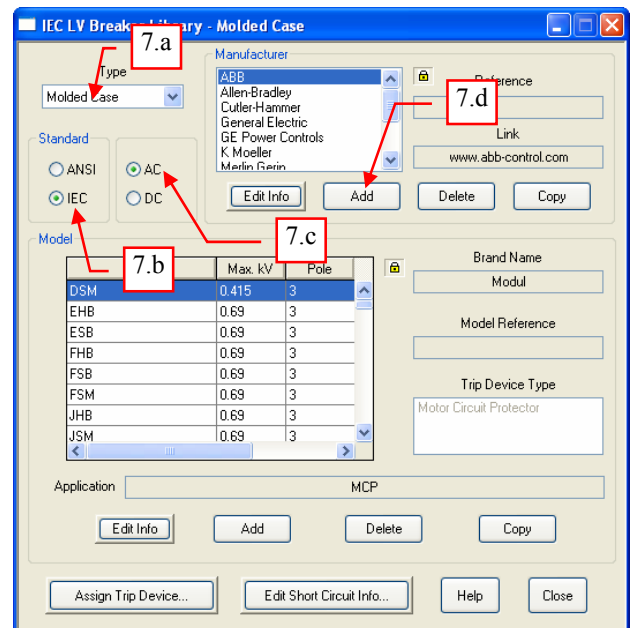 IEC LV Breaker Library - Molded Case
7.a
Type
Molded Case
Manufacturer
ABB
Allen-Bradley
Cutler-Hammer
General Electric
GE Power Controls
K Moeller
Merlin Gerin
Reference
7.d
Link
www.abb-control.com
Standard
ANSI
IEC
AC
DC
Edit Info
Add
Delete
Copy
7.b
7.c
Model
Max. kV
Pole
DSM 0.415 3
EHB 0.69 3
ESB 0.69 3
FHB 0.69 3
FSB 0.69 3
FSM 0.69 3
JHB 0.69 3
JSM 0.69 3
Brand Name
Modul
Model Reference
Trip Device Type
Motor Circuit Protector
Application
MCP
Edit Info
Add
Delete
Copy
Assign Trip Device...
Edit Short Circuit Info...
Help
Close